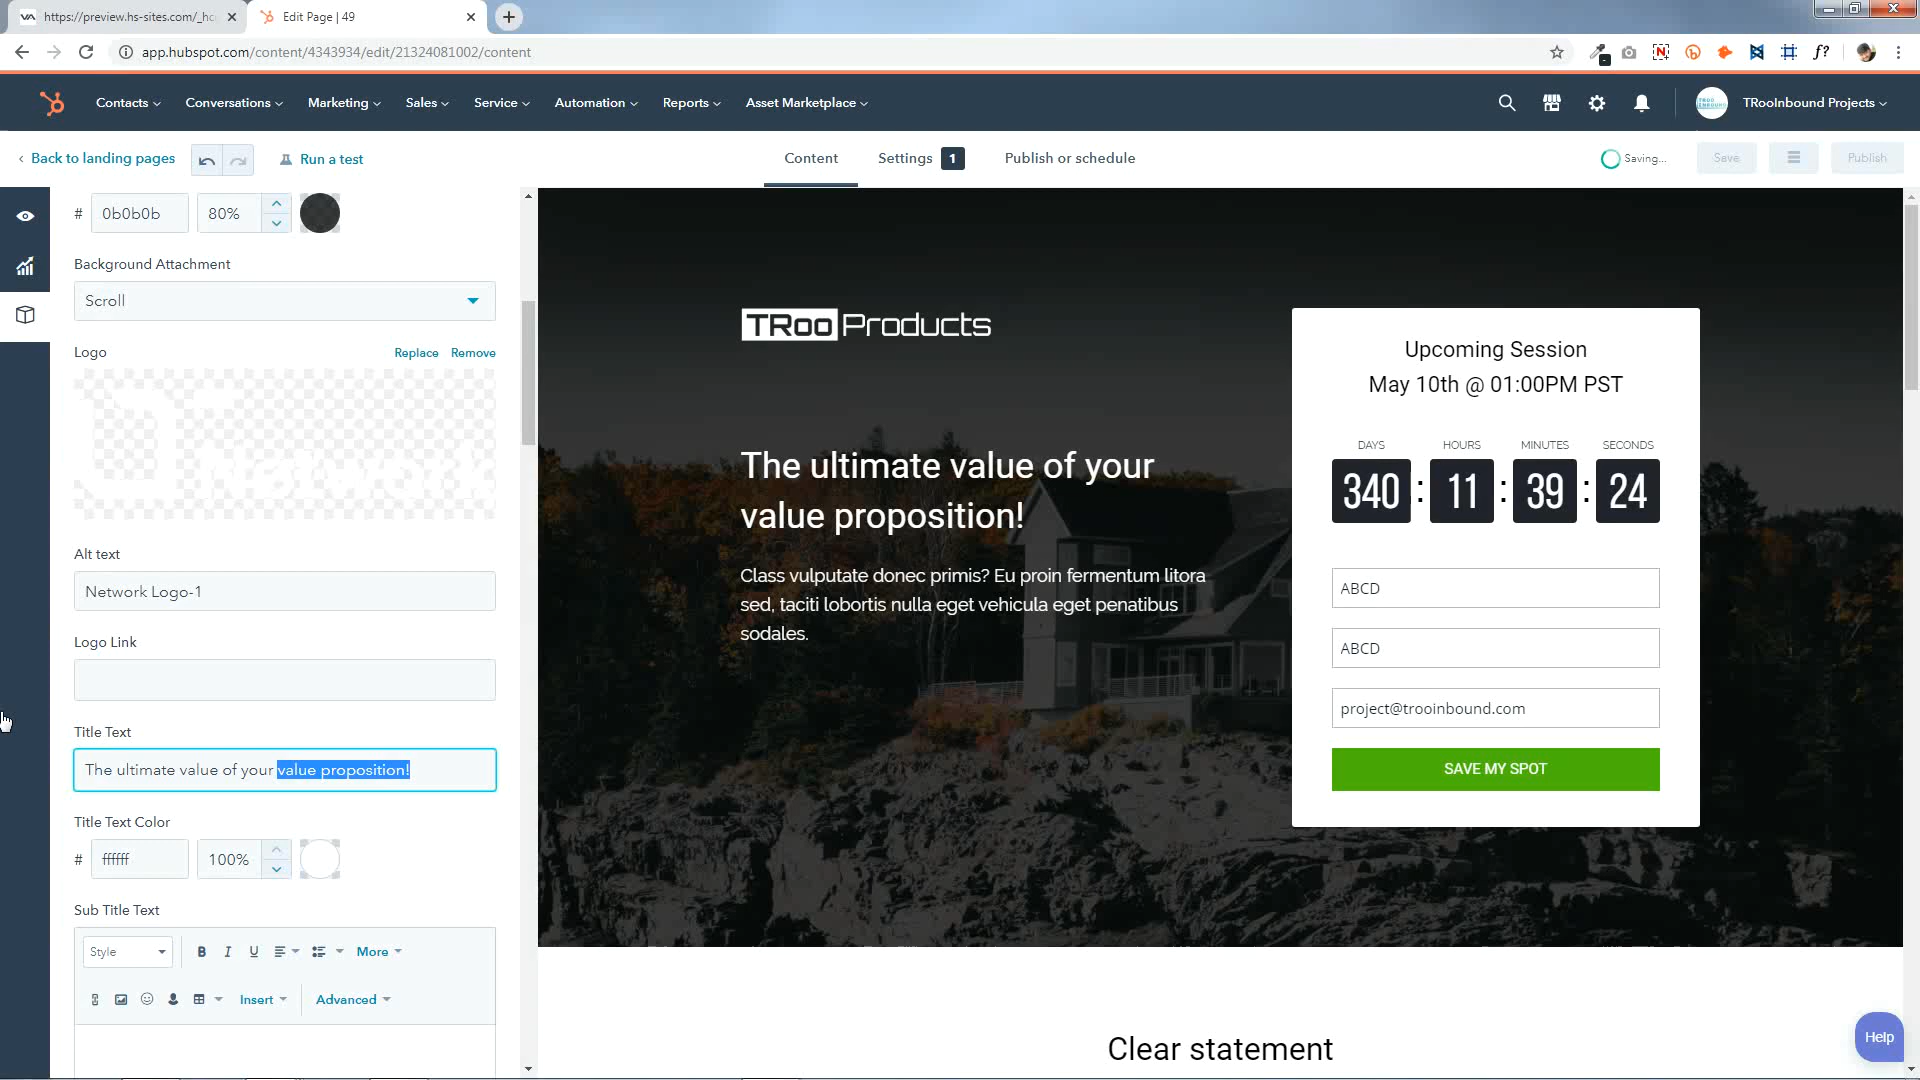 https://preview.hs-sites.com/_hc
Edit Page | 49
app.hubspot.com/content/4343934/edit/21324081002/content
Contacts
Conversations
Marketing
Sales
Service
Automation
Reports
Asset Marketplace
TRooInbound Projects
Back to landing pages
Run a test
Content
Settings 1
Publish or schedule
Saving...
Save
Publish
# 0b0b0b 80%
Background Attachment
Scroll
Logo
Replace
Remove
Alt text
Network Logo-1
Logo Link
Title Text
The ultimate value of your value proposition!
Title Text Color
# ffffff 100%
Sub Title Text
Style
B I U
More
Insert
Advanced
TRoo Products
The ultimate value of your
value proposition!
Class vulputate donec primis? Eu proin fermentum litora
sed, taciti lobortis nulla eget vehicula eget penatibus
sodales.
Upcoming Session
May 10th @ 01:00PM PST
DAYS HOURS MINUTES SECONDS
340 : 11 : 39 : 24
ABCD
ABCD
project@trooinbound.com
SAVE MY SPOT
Clear statement
Help